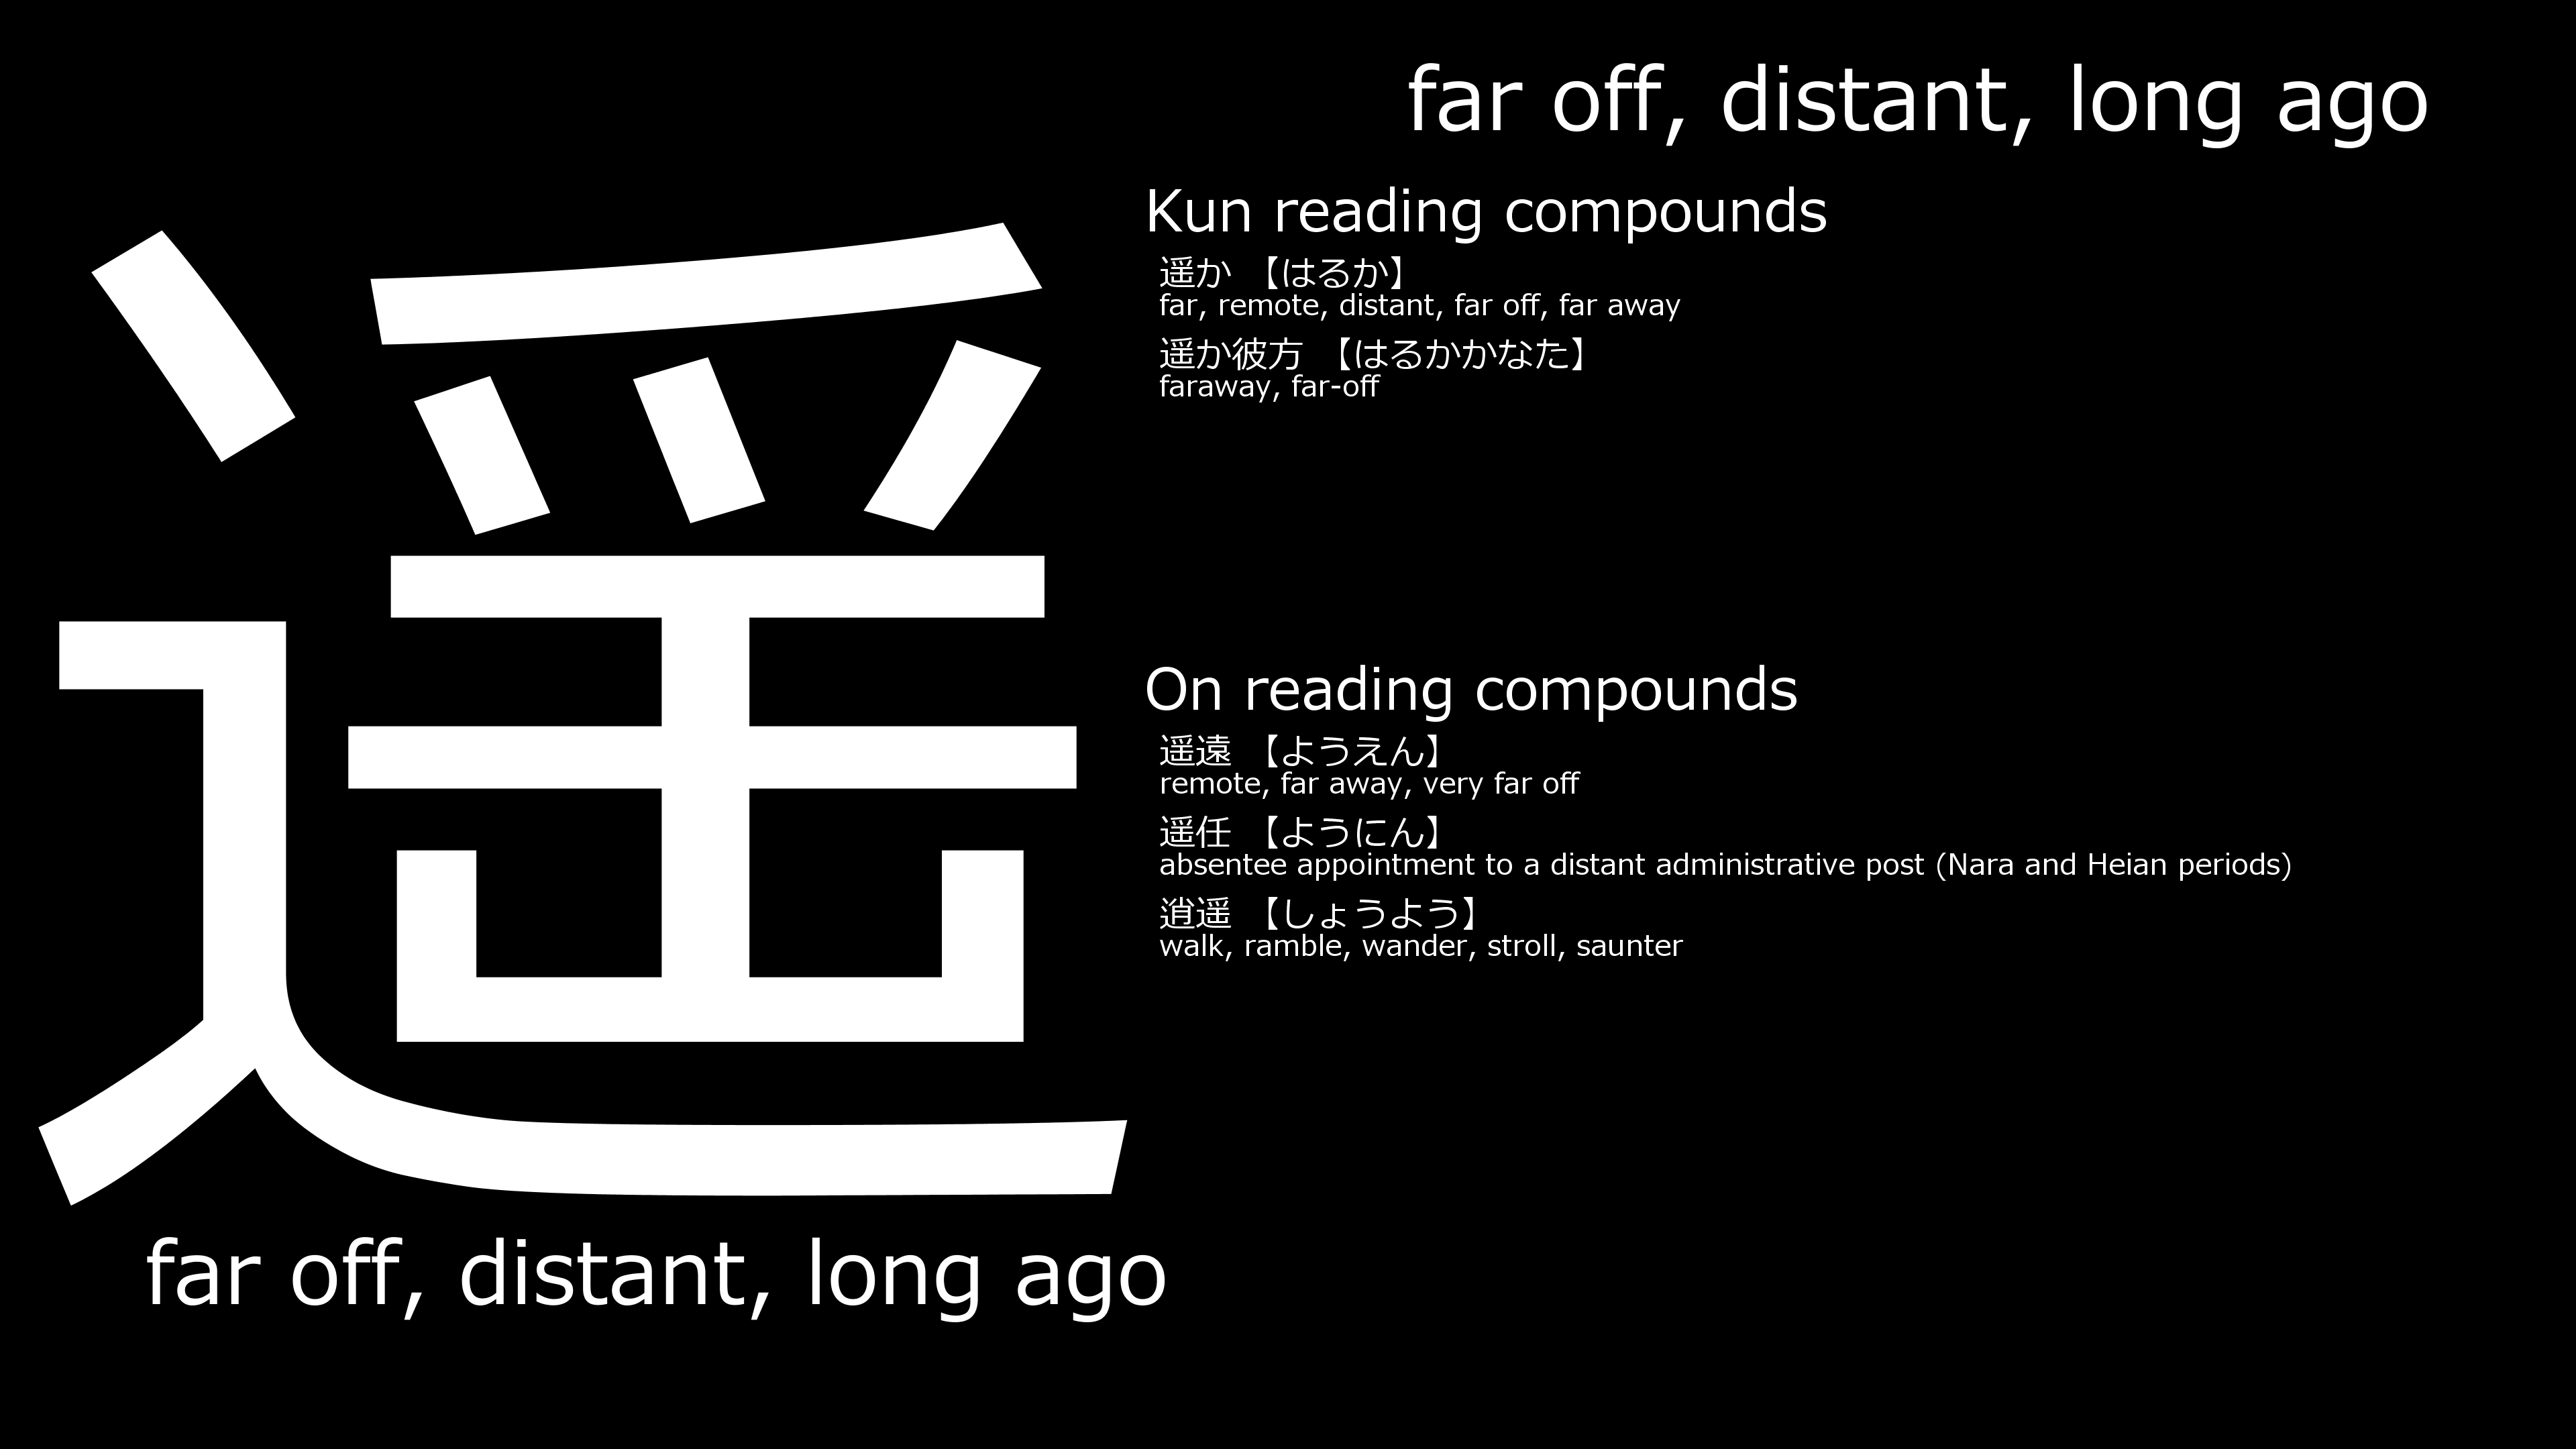 遥
far off, distant, long ago
far off, distant, long ago
Kun reading compounds
遥か 【はるか】
far, remote, distant, far off, far away
遥か彼方 【はるかかなた】
faraway, far-off
On reading compounds
遥遠 【ようえん】
remote, far away, very far off
遥任 【ようにん】
absentee appointment to a distant administrative post (Nara and Heian periods)
逍遥 【しょうよう】
walk, ramble, wander, stroll, saunter